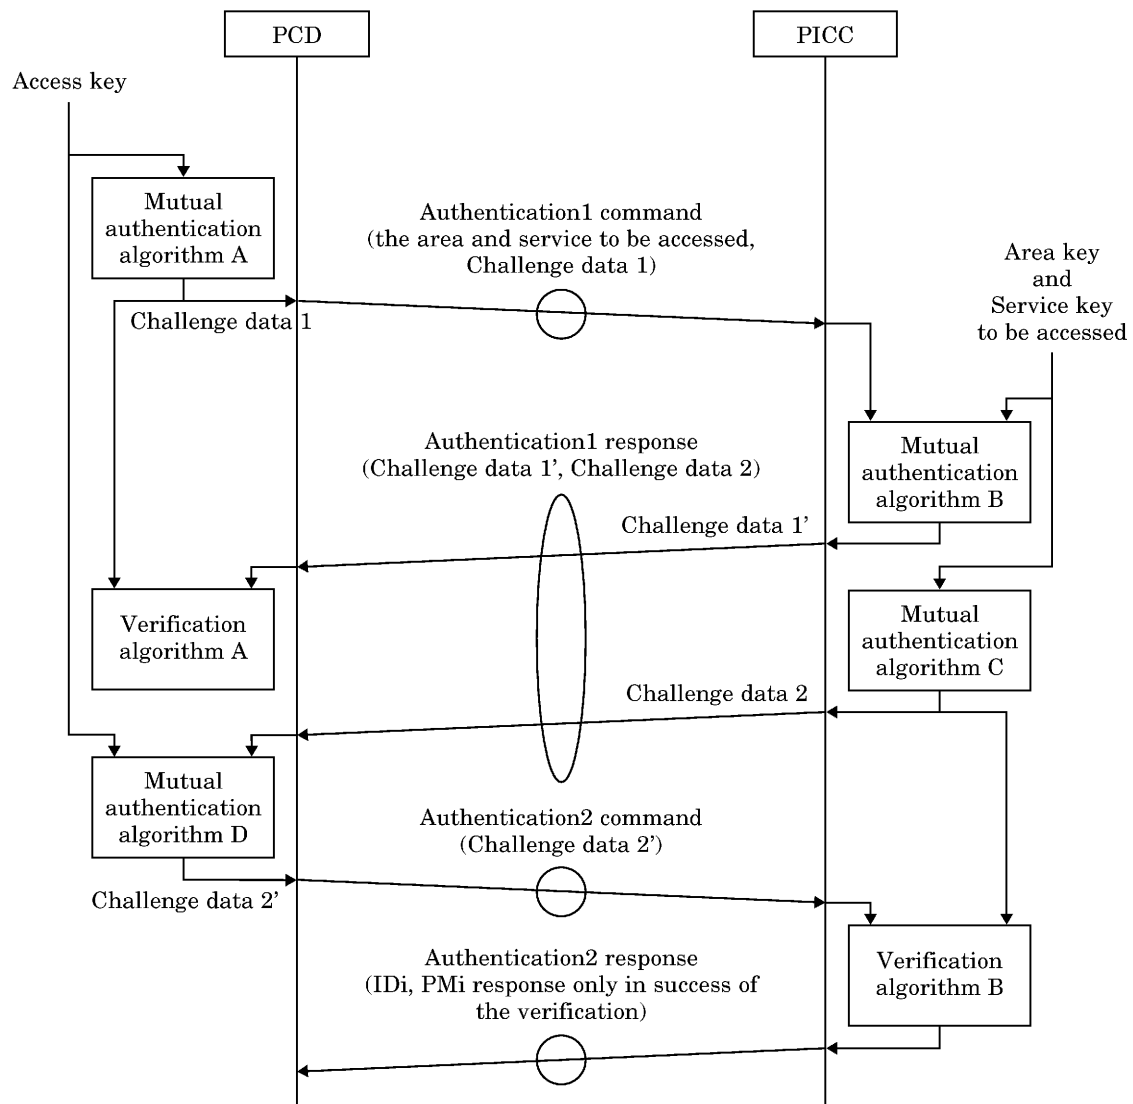 PCD
PICC
Access key
Mutual
authentication
algorithm A
Authentication1 command
(the area and service to be accessed,
Challenge data 1)
Area key
and
Service key
to be accessed
Challenge data 1
Authentication1 response
(Challenge data 1’, Challenge data 2)
Mutual
authentication
algorithm B
Challenge data 1’
Verification
algorithm A
Mutual
authentication
algorithm C
Challenge data 2
Mutual
authentication
algorithm D
Authentication2 command
(Challenge data 2’)
Challenge data 2’
Authentication2 response
(IDi, PMi response only in success of
the verification)
Verification
algorithm B